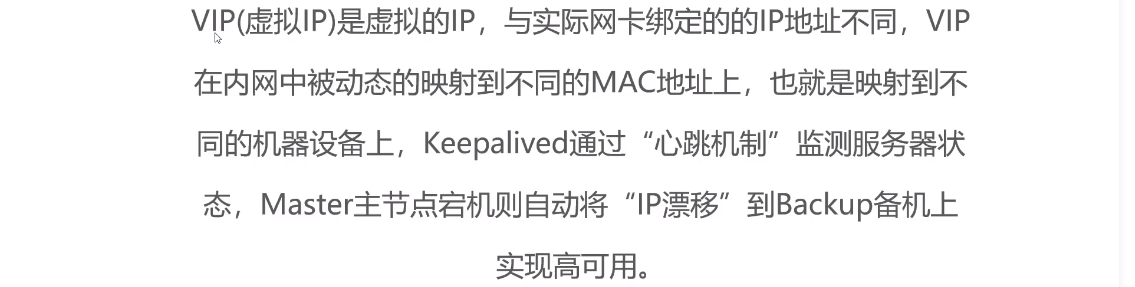 VIP(虚拟IP)是虚拟的IP，与实际网卡绑定的的IP地址不同，VIP
在内网中被动态的映射到不同的MAC地址上，也就是映射到不
同的机器设备上，Keepalived通过“心跳机制”监测服务器状
态，Master主节点宕机则自动将“IP漂移”到Backup备机上
实现高可用。